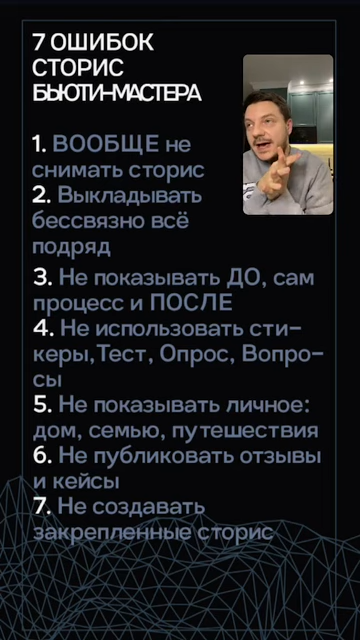 7 ОШИБОК
СТОРИС
БЬЮТИ-МАСТЕРА
1. ВООБЩЕ не
снимать сторис
2. Выкладывать
бессвязно всё
подряд
3. Не показывать ДО, сам
процесс и ПОСЛЕ
4. Не использовать сти-
керы,Тест, Опрос, Вопро-
сы
5. Не показывать личное:
дом, семью, путешествия
6. Не публиковать отзывы
и кейсы
7. Не создавать
закрепленные сторис